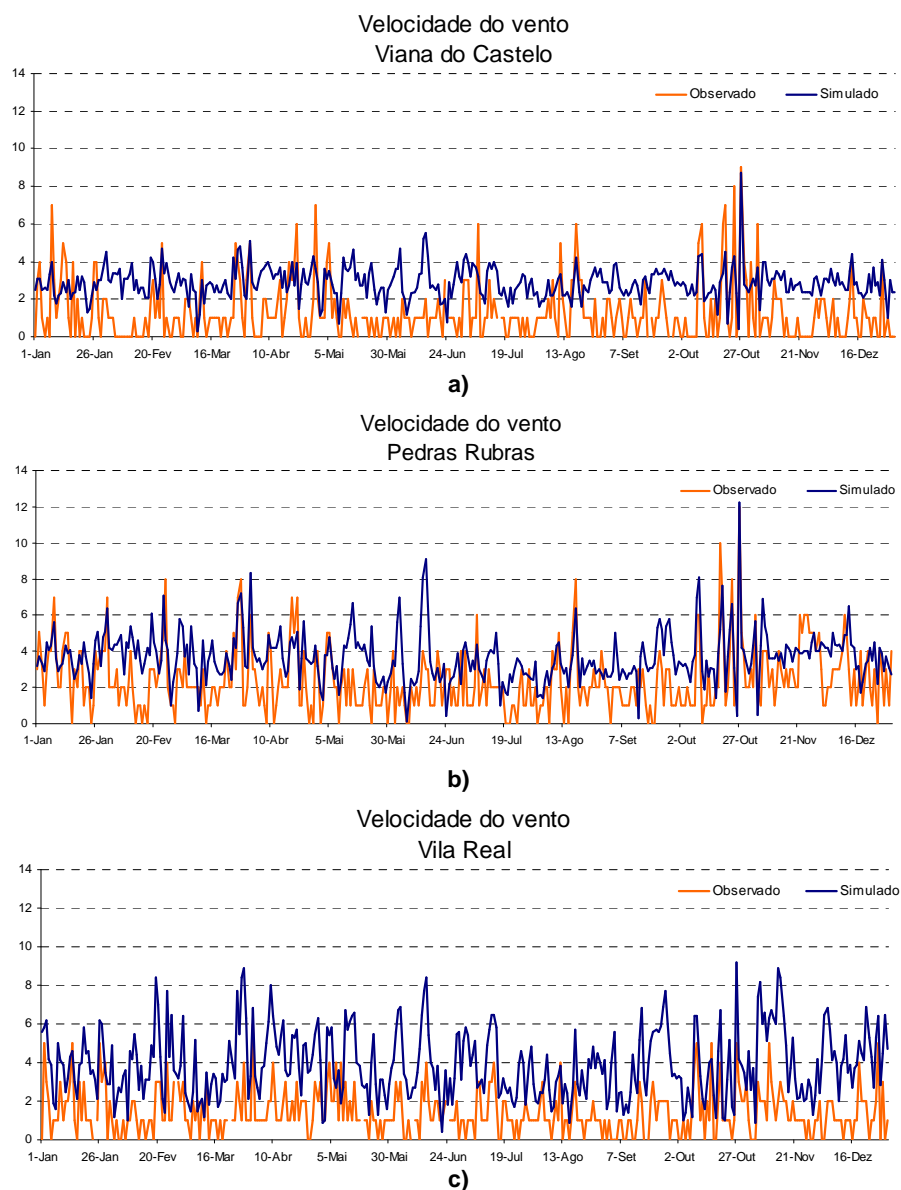 Velocidade do vento
Viana do Castelo
14
12
10
8
6
4
2
0
Observado Simulado
1-Jan 26-Jan 20-Fev 16-Mar 10-Abr 5-Mai 30-Mai 24-Jun 19-Jul 13-Ago 7-Set 2-Out 27-Out 21-Nov 16-Dez
a)
Velocidade do vento
Pedras Rubras
14
12
10
8
6
4
2
0
Observado Simulado
1-Jan 26-Jan 20-Fev 16-Mar 10-Abr 5-Mai 30-Mai 24-Jun 19-Jul 13-Ago 7-Set 2-Out 27-Out 21-Nov 16-Dez
b)
Velocidade do vento
Vila Real
14
12
10
8
6
4
2
0
Observado Simulado
1-Jan 26-Jan 20-Fev 16-Mar 10-Abr 5-Mai 30-Mai 24-Jun 19-Jul 13-Ago 7-Set 2-Out 27-Out 21-Nov 16-Dez
c)